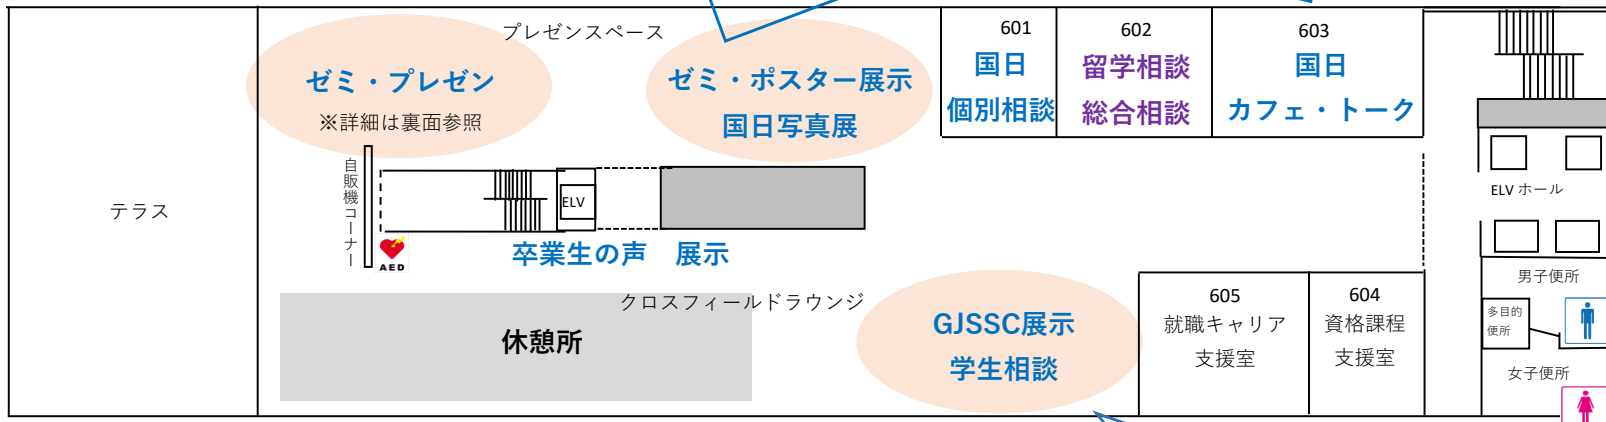 プレゼンスペース
ゼミ・プレゼン
※詳細は裏面参照
ゼミ・ポスター展示
国日写真展
601
国日
個別相談
602
留学相談
総合相談
603
国日
カフェ・トーク
テラス
自販機コーナー
AED
ELV
卒業生の声　展示
ELV ホール
男子便所
多目的
便所
女子便所
クロスフィールドラウンジ
休憩所
GJSSC展示
学生相談
605
就職キャリア
支援室
604
資格課程
支援室